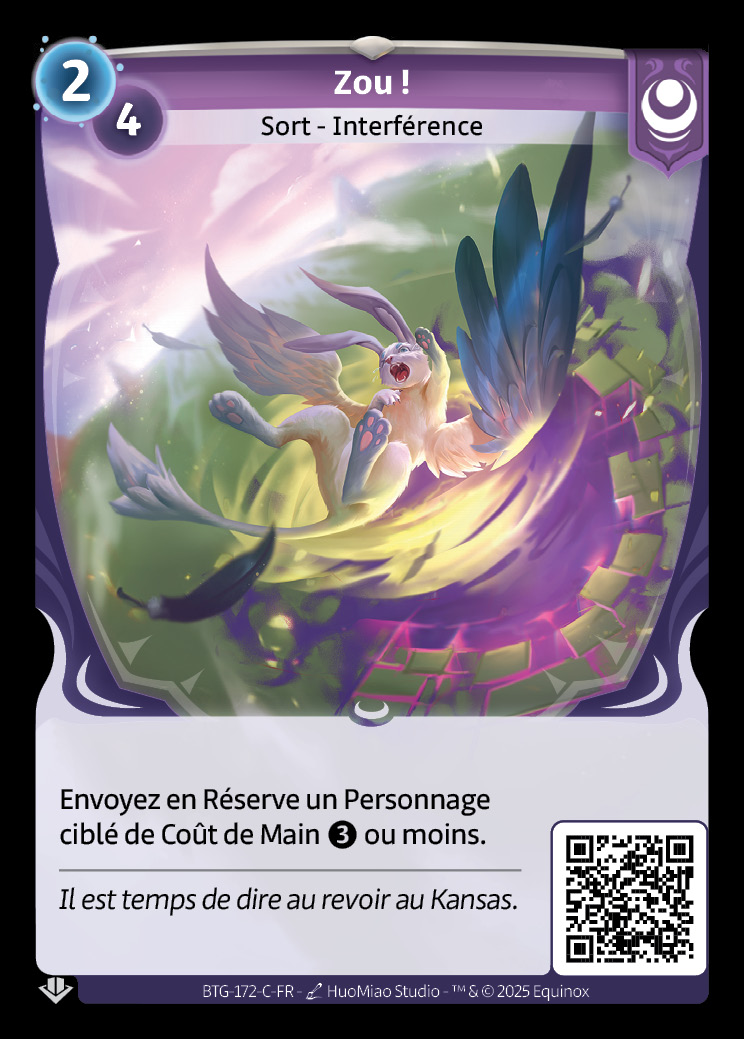 2
Zou !
4
Sort - Interférence
Envoyez en Réserve un Personnage
ciblé de Coût de Main 3 ou moins.
Il est temps de dire au revoir au Kansas.
BTG-172-C-FR - HuoMiao Studio - ™ & © 2025 Equinox